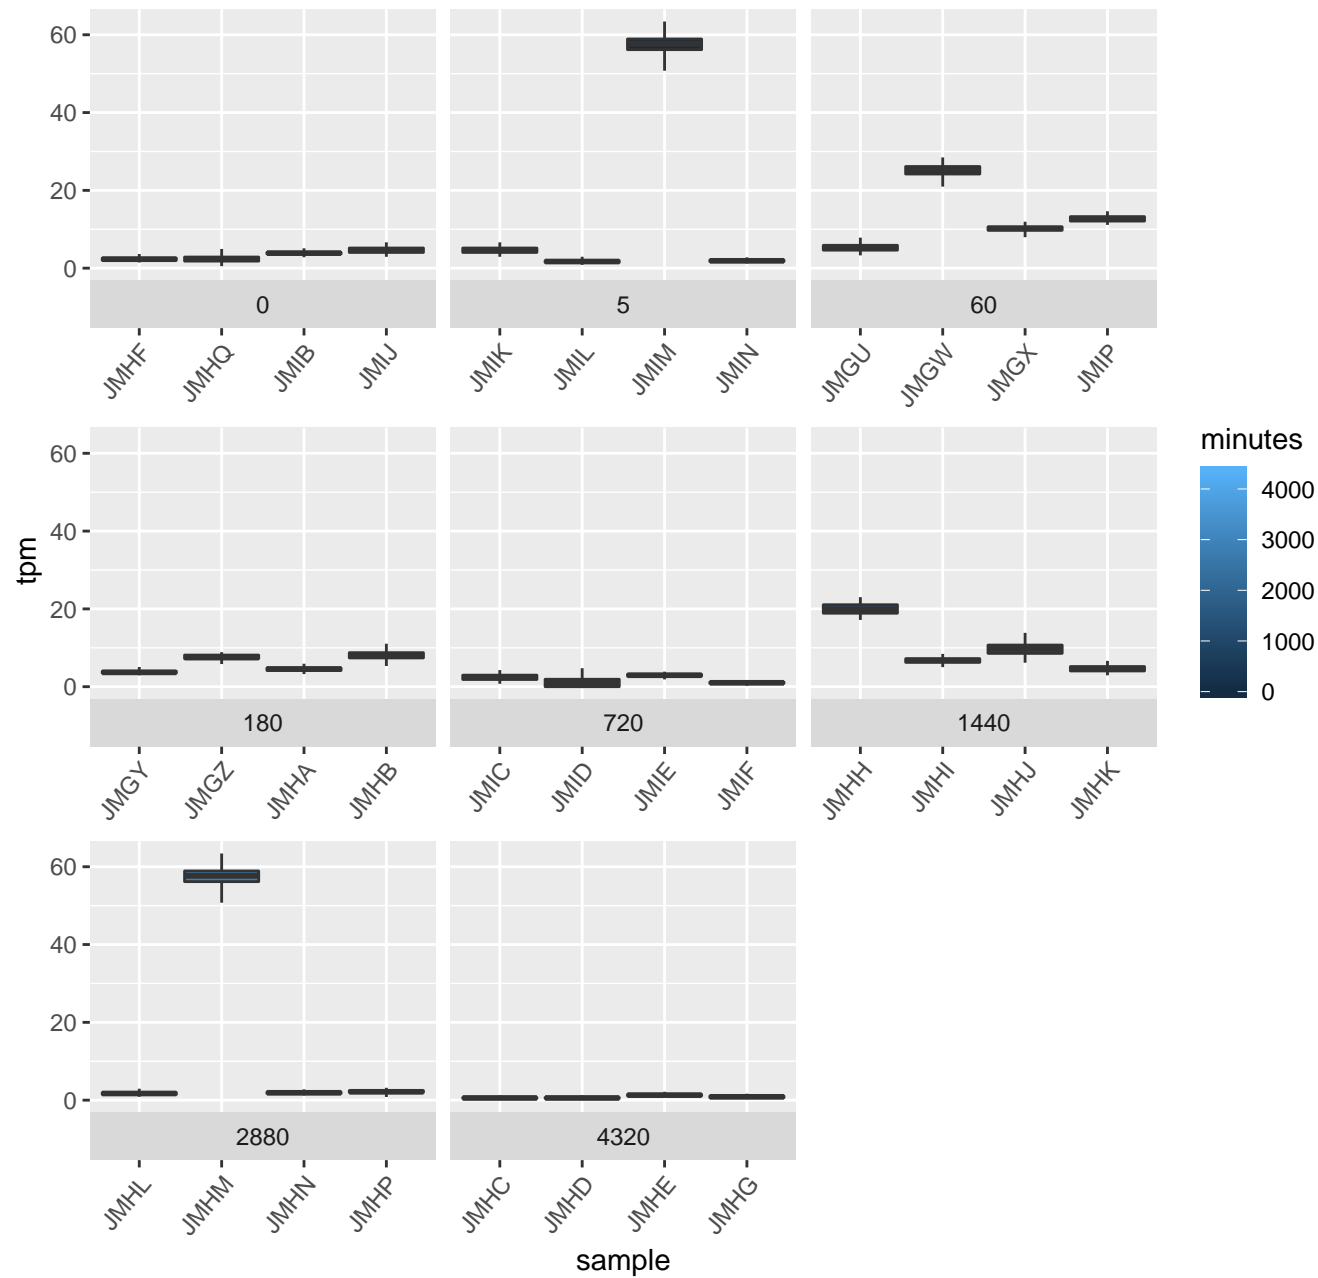 60
40
20
0
0
5
60
JMHF JMHQ JMIB JMIJ
JMIK JMIL JMIM JMIN
JMGU JMGW JMGX JMIP
tpm
60
40
20
0
180
720
1440
JMGY JMGZ JMHA JMHB
JMIC JMID JMIE JMIF
JMHH JMHI JMHJ JMHK
60
40
20
0
2880
4320
JMHL JMHM JMHN JMHP
JMHC JMHD JMHE JMHG
sample
minutes
4000
3000
2000
1000
0